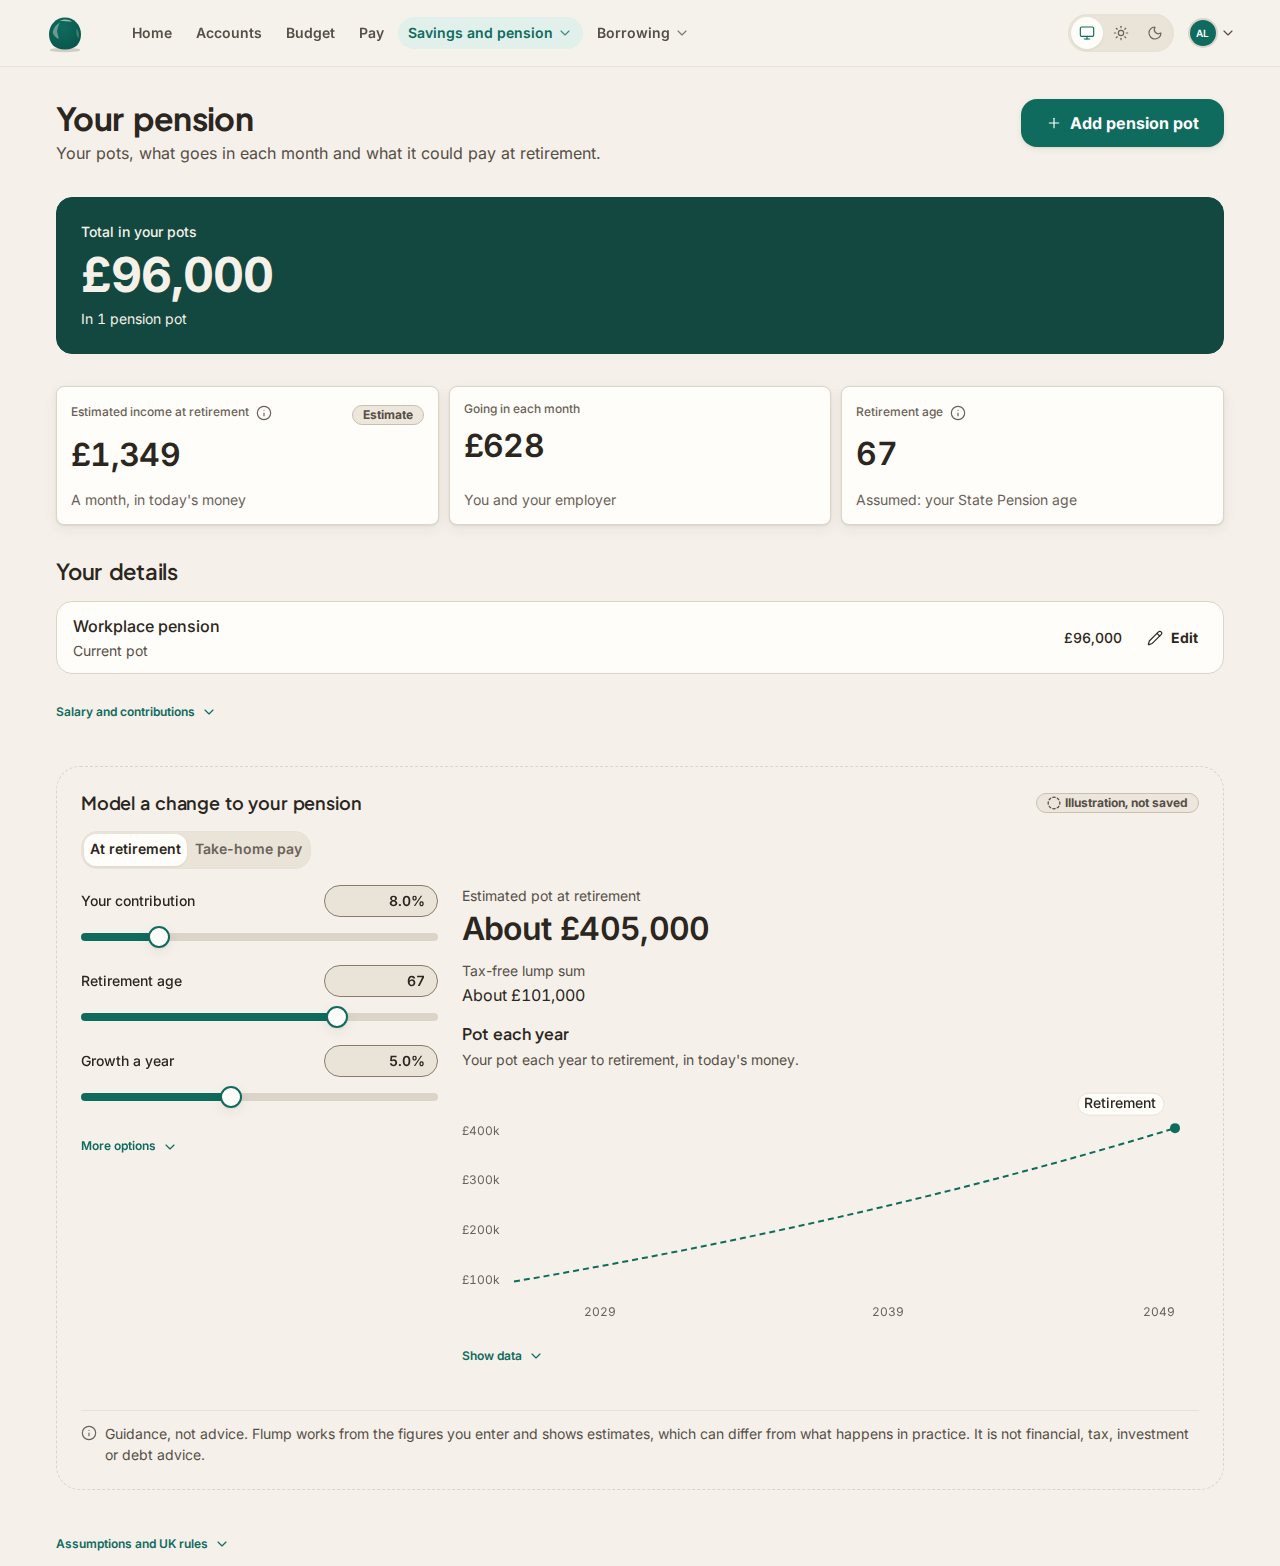 Home
Accounts
Budget
Pay
Savings and pension
Borrowing
AL
Your pension
Your pots, what goes in each month and what it could pay at retirement.
+ Add pension pot
Total in your pots
£96,000
In 1 pension pot
Estimated income at retirement
Estimate
£1,349
A month, in today's money
Going in each month
£628
You and your employer
Retirement age
67
Assumed: your State Pension age
Your details
Workplace pension
Current pot
£96,000
Edit
Salary and contributions
Model a change to your pension
Illustration, not saved
At retirement
Take-home pay
Your contribution
8.0%
Retirement age
67
Growth a year
5.0%
More options
Estimated pot at retirement
About £405,000
Tax-free lump sum
About £101,000
Pot each year
Your pot each year to retirement, in today's money.
Retirement
£400k
£300k
£200k
£100k
2029
2039
2049
Show data
Guidance, not advice. Flump works from the figures you enter and shows estimates, which can differ from what happens in practice. It is not financial, tax, investment
or debt advice.
Assumptions and UK rules